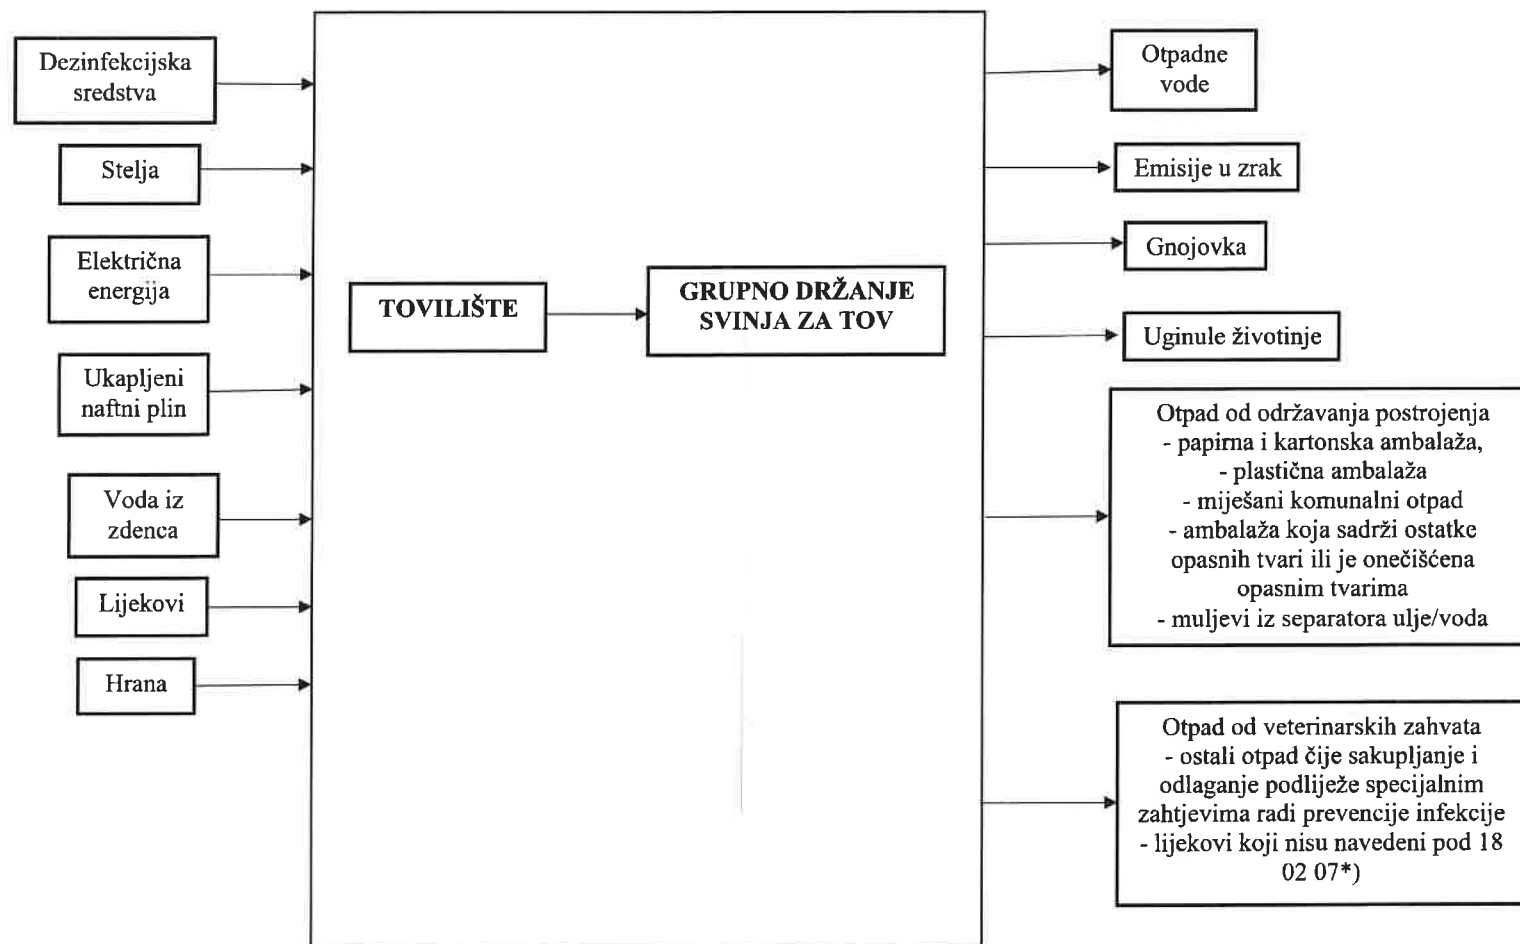 Dezinfekcijska
sredstva
Stelja
Električna
energija
Ukapljeni
naftni plin
Voda iz
zdenca
Lijekovi
Hrana
TOVILIŠTE
GRUPNO DRŽANJE
SVINJA ZA TOV
Otpadne
vode
Emisije u zrak
Gnojovka
Uginule životinje
Otpad od održavanja postrojenja
- papirna i kartonska ambalaža,
- plastična ambalaža
- miješani komunalni otpad
- ambalaža koja sadrži ostatke
opasnih tvari ili je onečišćena
opasnim tvarima
- muljevi iz separatora ulje/voda
Otpad od veterinarskih zahvata
- ostali otpad čije sakupljanje i
odlaganje podliježe specijalnim
zahtjevima radi prevencije infekcije
- lijekovi koji nisu navedeni pod 18
02 07*)